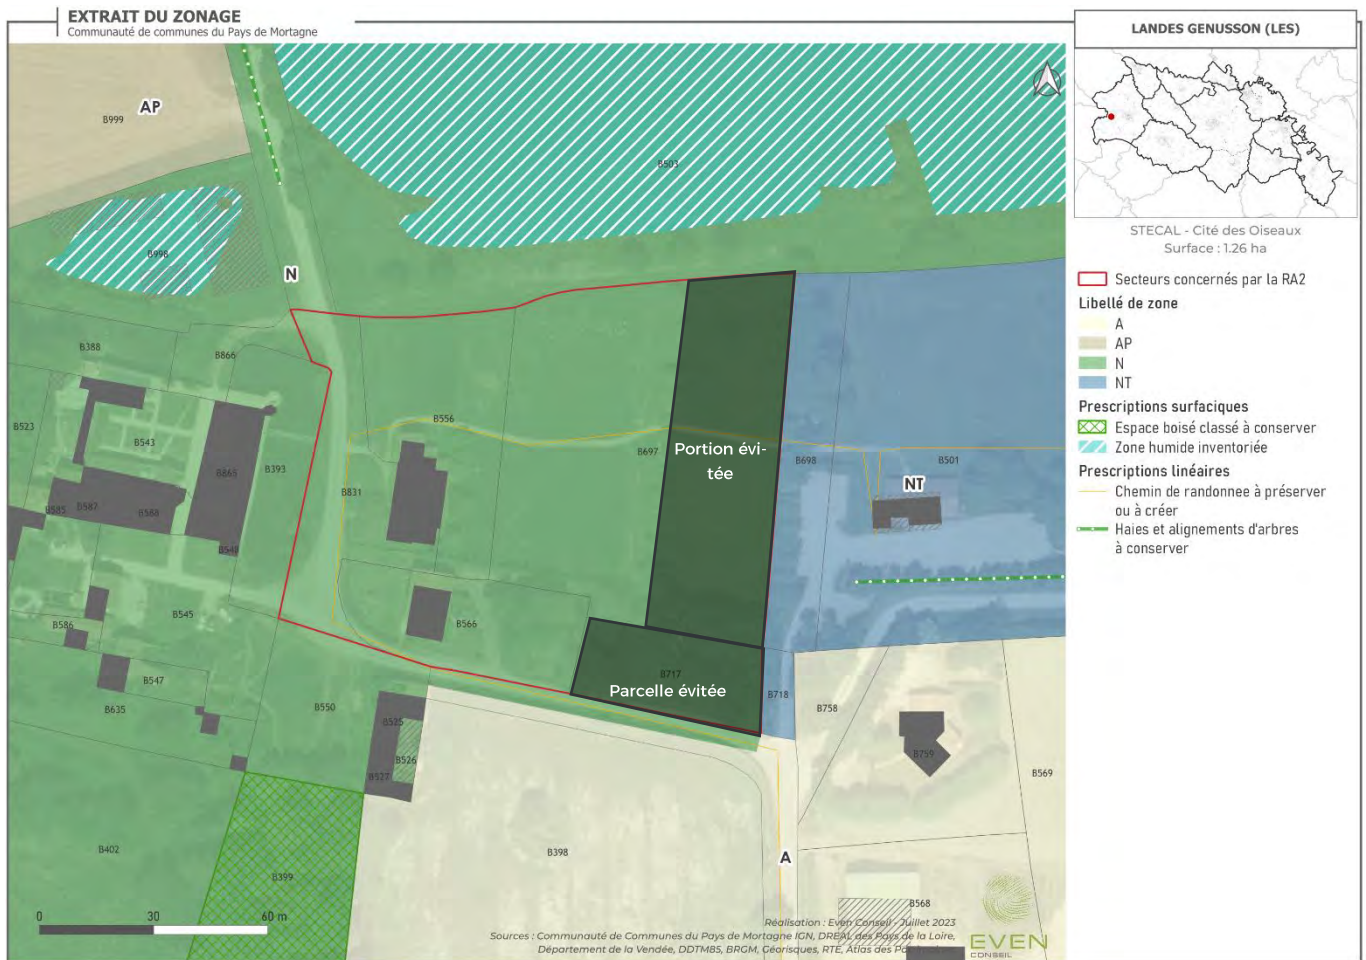 EXTRAIT DU ZONAGE
Communauté de communes du Pays de Mortagne
LANDES GENUSSON (LES)
STECAL - Cité des Oiseaux
Surface : 1.26 ha
Secteurs concernés par la RA2
Libellé de zone
A
AP
N
NT
Prescriptions surfaciques
Espace boisé classé à conserver
Zone humide inventoriée
Prescriptions linéaires
Chemin de randonnee à préserver
ou à créer
Haies et alignements d'arbres
à conserver
AP
B999
B503
B998
N
B388
B866
B556
B523
B543
B865
B393
B697
Portion évi-
tée
B698
B501
NT
B831
B585
B587
B588
B548
B545
B586
B566
B547
B717
Parcelle évitée
B718
B635
B550
B525
B758
B526
B527
B759
B569
B402
B399
B398
A
B568
0
30
60 m
Réalisation : Even Conseil - Juillet 2023
Sources : Communauté de Communes du Pays de Mortagne IGN, DREAL des Pays de la Loire,
Département de la Vendée, DDTM85, BRGM, Géorisques, RTE, Atlas des
EVEN
CONSEIL